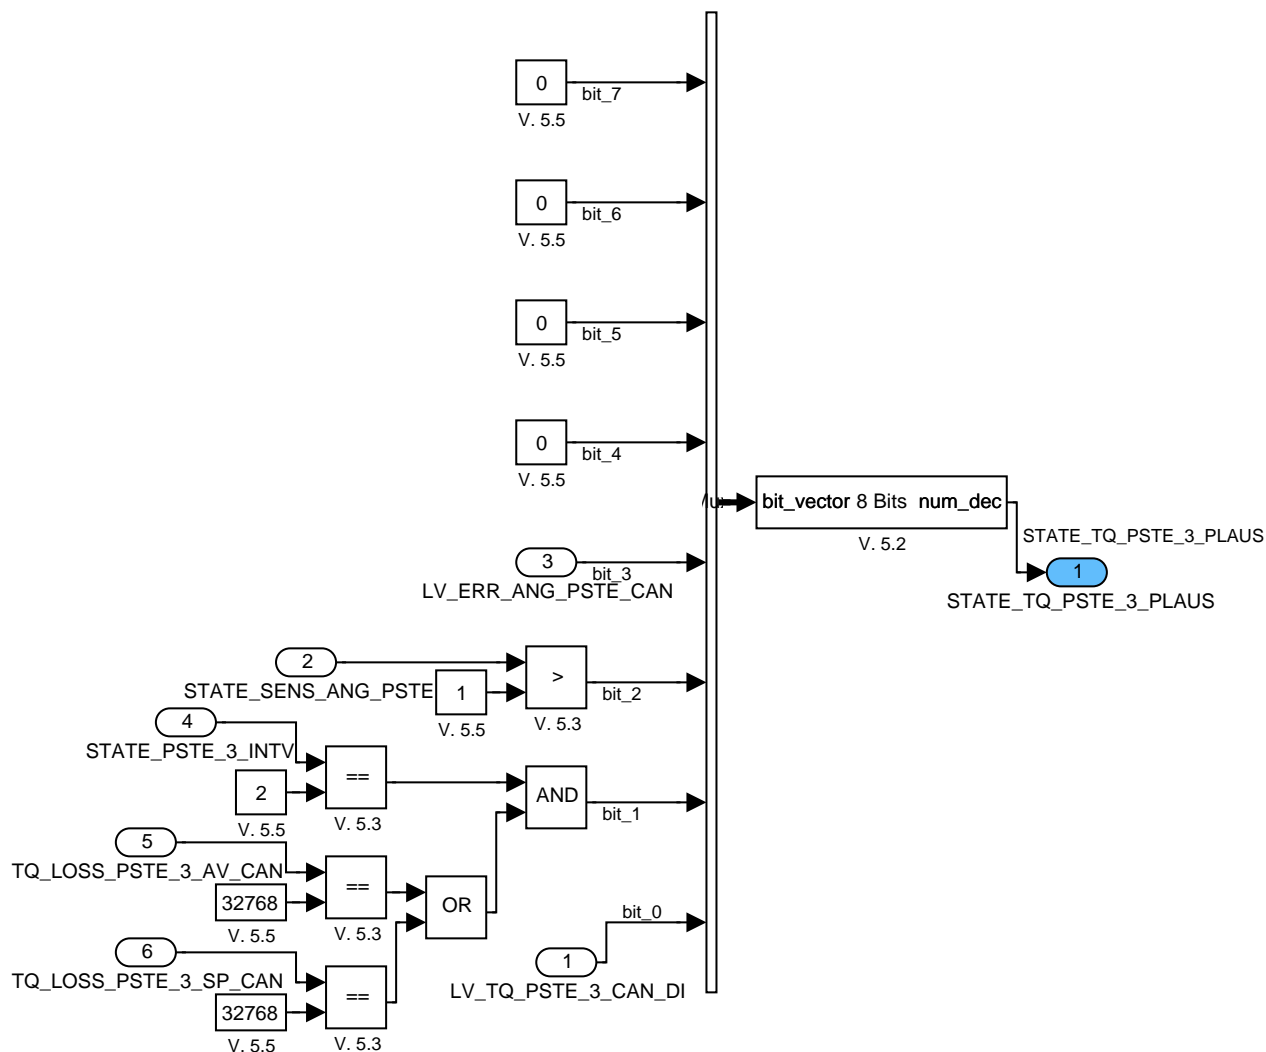 0
bit_7
V. 5.5
0
bit_6
V. 5.5
0
bit_5
V. 5.5
0
bit_4
V. 5.5
bit_vector 8 Bits num_dec
V. 5.2
STATE_TQ_PSTE_3_PLAUS
1
STATE_TQ_PSTE_3_PLAUS
3
bit_3
LV_ERR_ANG_PSTE_CAN
2
STATE_SENS_ANG_PSTE
1
V. 5.5
>
V. 5.3
bit_2
4
STATE_PSTE_3_INTV
2
V. 5.5
==
V. 5.3
AND
bit_1
5
TQ_LOSS_PSTE_3_AV_CAN
32768
V. 5.5
==
V. 5.3
OR
6
TQ_LOSS_PSTE_3_SP_CAN
32768
V. 5.5
==
V. 5.3
bit_0
1
LV_TQ_PSTE_3_CAN_DI